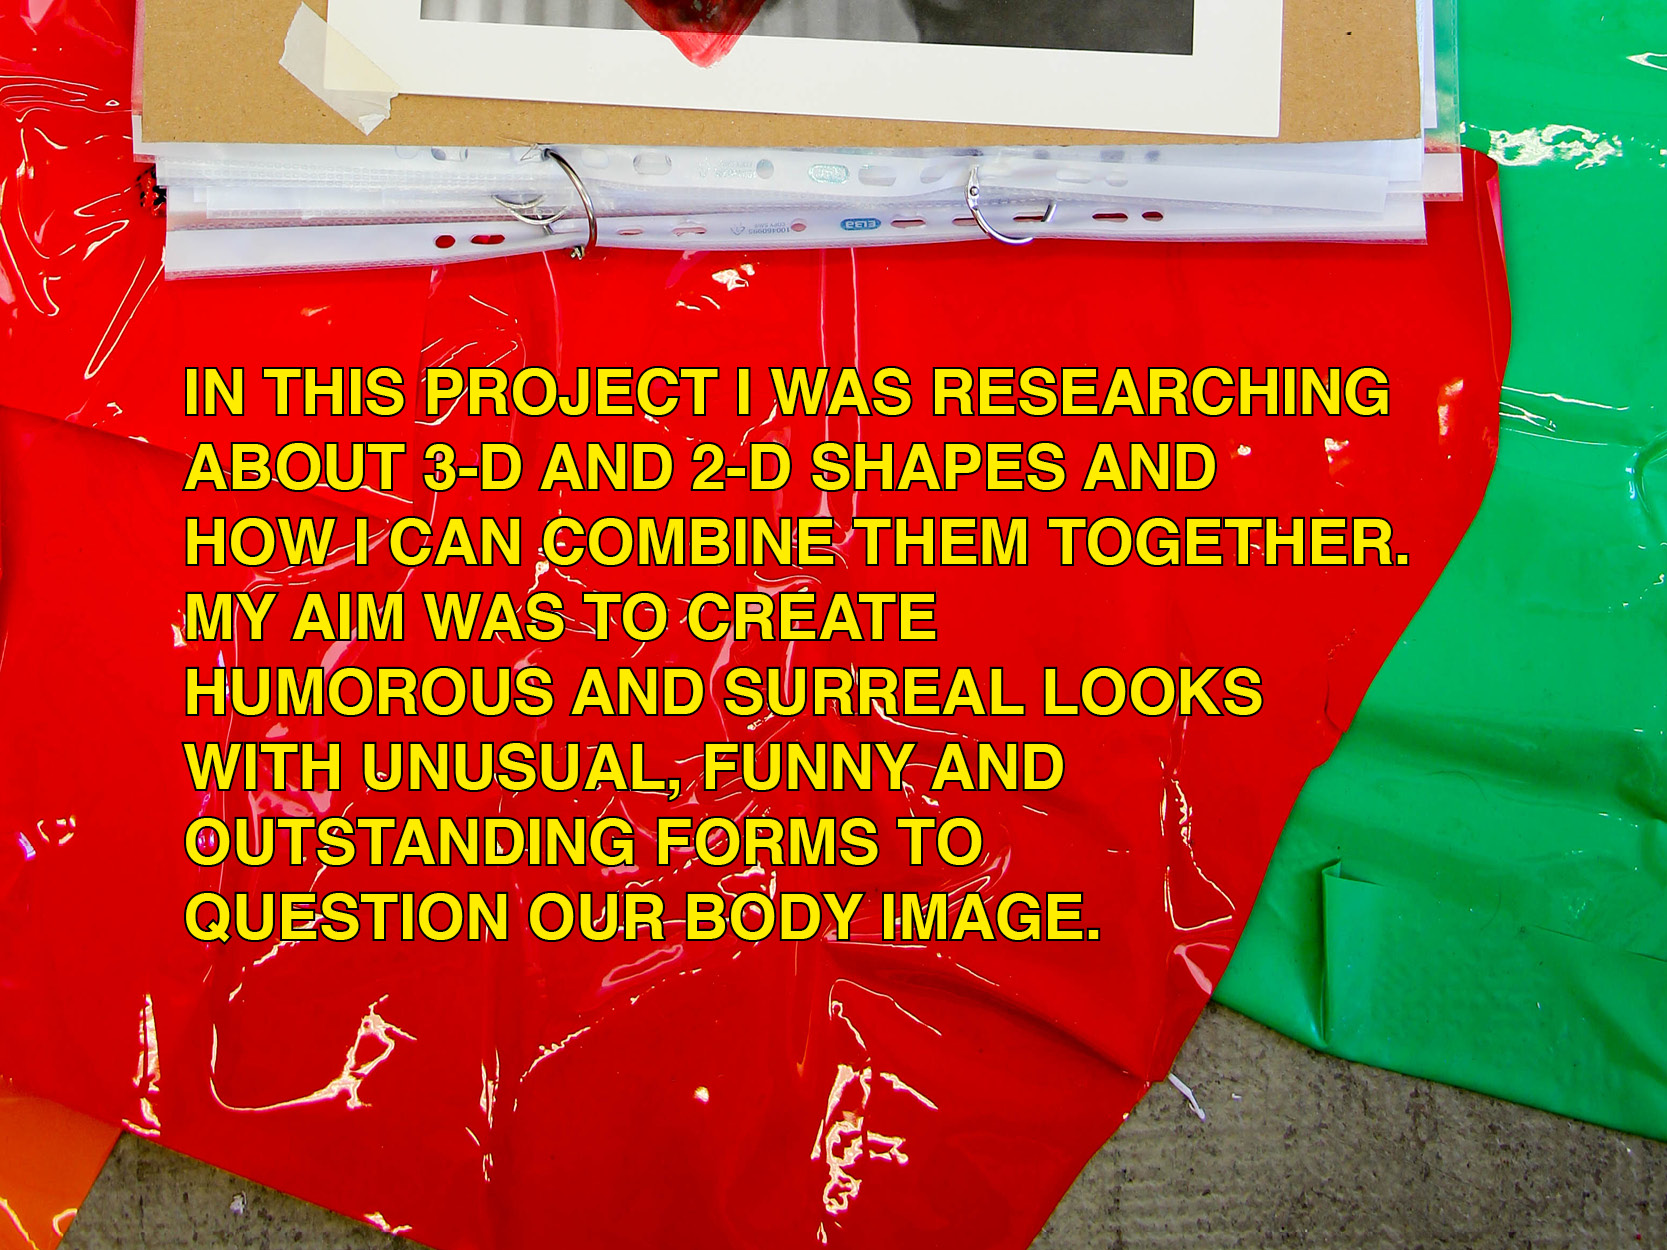 IN THIS PROJECT I WAS RESEARCHING
ABOUT 3-D AND 2-D SHAPES AND
HOW I CAN COMBINE THEM TOGETHER.
MY AIM WAS TO CREATE
HUMOROUS AND SURREAL LOOKS
WITH UNUSUAL, FUNNY AND
OUTSTANDING FORMS TO
QUESTION OUR BODY IMAGE.